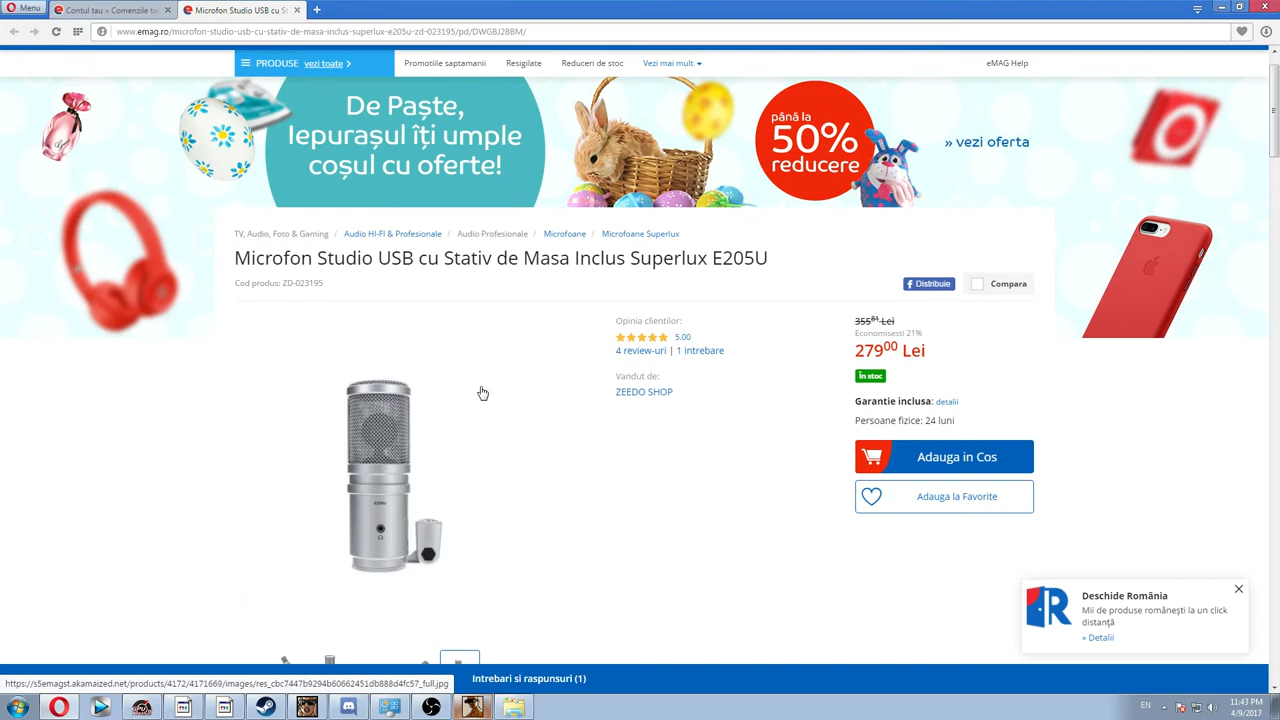 Menu
Contul tau » Comenzile ta
Microfon Studio USB cu St
www.emag.ro/microfon-studio-usb-cu-stativ-de-masa-inclus-superlux-e205u-zd-023195/pd/DWGBJ2BBM/
PRODUSE vezi toate
Promotiile saptamanii
Resigilate
Reduceri de stoc
Vezi mai mult
eMAG Help
De Paște,
Iepurașul îți umple
coșul cu oferte!
până la
50%
reducere
» vezi oferta
TV, Audio, Foto & Gaming / Audio HI-FI & Profesionale / Audio Profesionale / Microfoane / Microfoane Superlux
Microfon Studio USB cu Stativ de Masa Inclus Superlux E205U
Cod produs: ZD-023195
Distribuie
Compara
Opinia clientilor:
5.00
4 review-uri | 1 intrebare
Vandut de:
ZEEDO SHOP
355⁸¹ Lei
Economisesti 21%
279⁰⁰ Lei
În stoc
Garantie inclusa: detalii
Persoane fizice: 24 luni
Adauga in Cos
Adauga la Favorite
Deschide România
Mii de produse românești la un click
distanță
» Detalii
https://s5emagst.akamaized.net/products/4172/4171669/images/res_cbc7447b9294b60662451db888d4fc57_full.jpg
Intrebari si raspunsuri (1)
EN
11:43 PM
4/9/2017